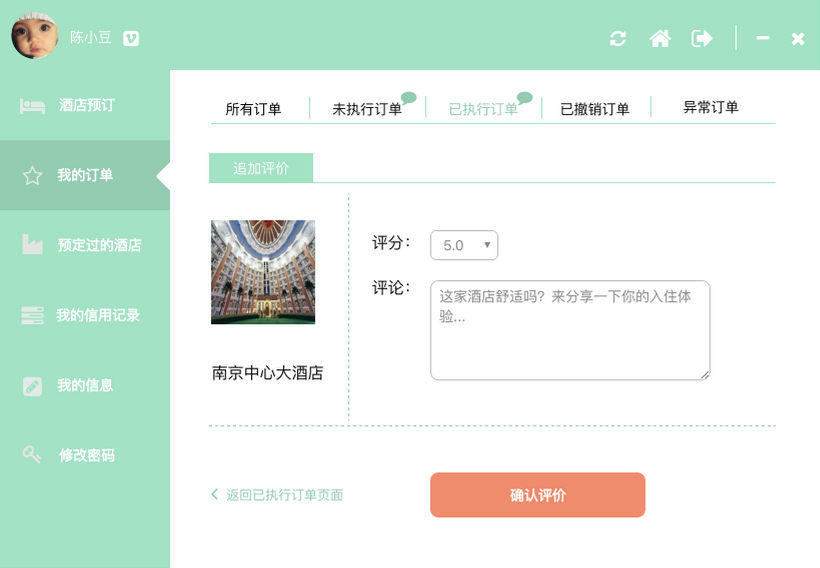 陈小豆
酒店预订
我的订单
预定过的酒店
我的信用记录
我的信息
修改密码
所有订单
未执行订单
已执行订单
已撤销订单
异常订单
追加评价
南京中心大酒店
评分：
5.0
评论：
这家酒店舒适吗？来分享一下你的入住体
验...
返回已执行订单页面
确认评价